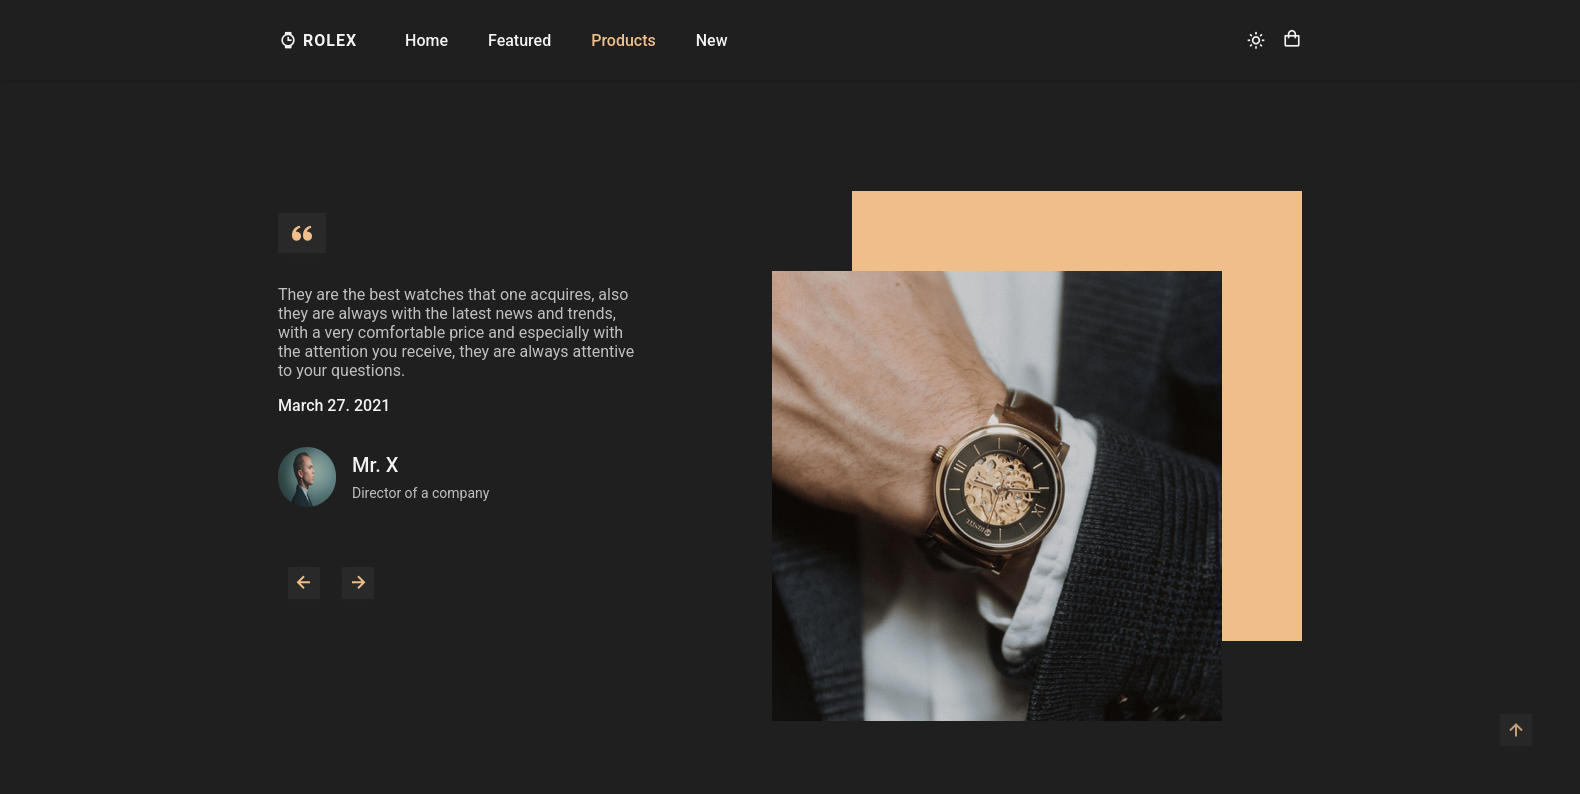 ROLEX Home Featured Products New
They are the best watches that one acquires, also
they are always with the latest news and trends,
with a very comfortable price and especially with
the attention you receive, they are always attentive
to your questions.
March 27. 2021
Mr. X
Director of a company